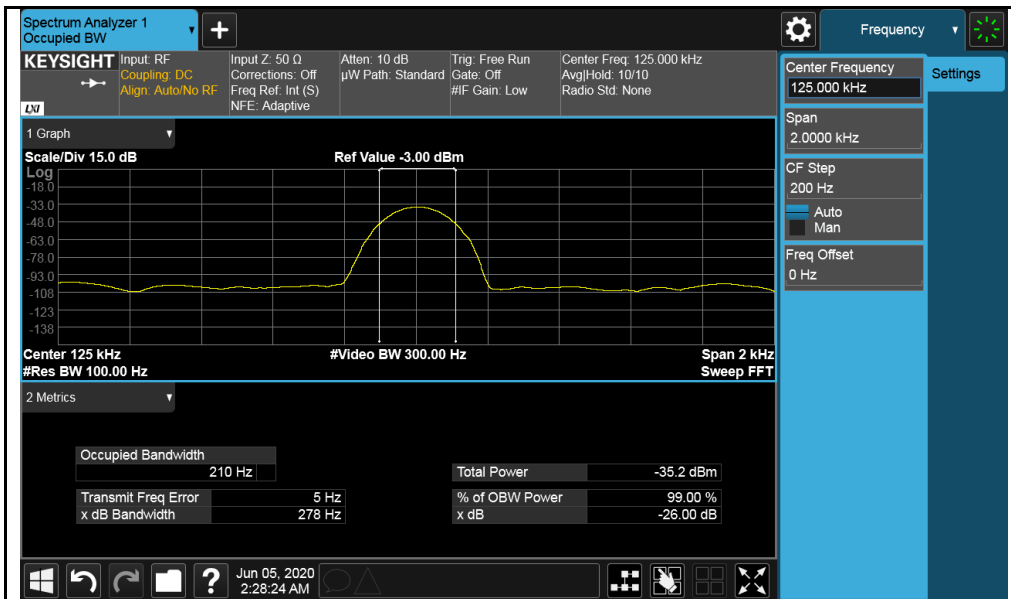 Spectrum Analyzer 1
Occupied BW
+
Frequency
KEYSIGHT
LXI
Input: RF
Coupling: DC
Align: Auto/No RF
Input Z: 50 Ω
Corrections: Off
Freq Ref: Int (S)
NFE: Adaptive
Atten: 10 dB
µW Path: Standard
Trig: Free Run
Gate: Off
#IF Gain: Low
Center Freq: 125.000 kHz
Avg|Hold: 10/10
Radio Std: None
Center Frequency
125.000 kHz
Settings
Span
2.0000 kHz
CF Step
200 Hz
Auto
Man
Freq Offset
0 Hz
1 Graph
Scale/Div 15.0 dB
Ref Value -3.00 dBm
Log
-18.0
-33.0
-48.0
-63.0
-78.0
-93.0
-108
-123
-138
Center 125 kHz
#Video BW 300.00 Hz
Span 2 kHz
#Res BW 100.00 Hz
Sweep FFT
2 Metrics
Occupied Bandwidth
210 Hz
Total Power -35.2 dBm
Transmit Freq Error 5 Hz
% of OBW Power 99.00 %
x dB Bandwidth 278 Hz
x dB -26.00 dB
?
Jun 05, 2020
2:28:24 AM